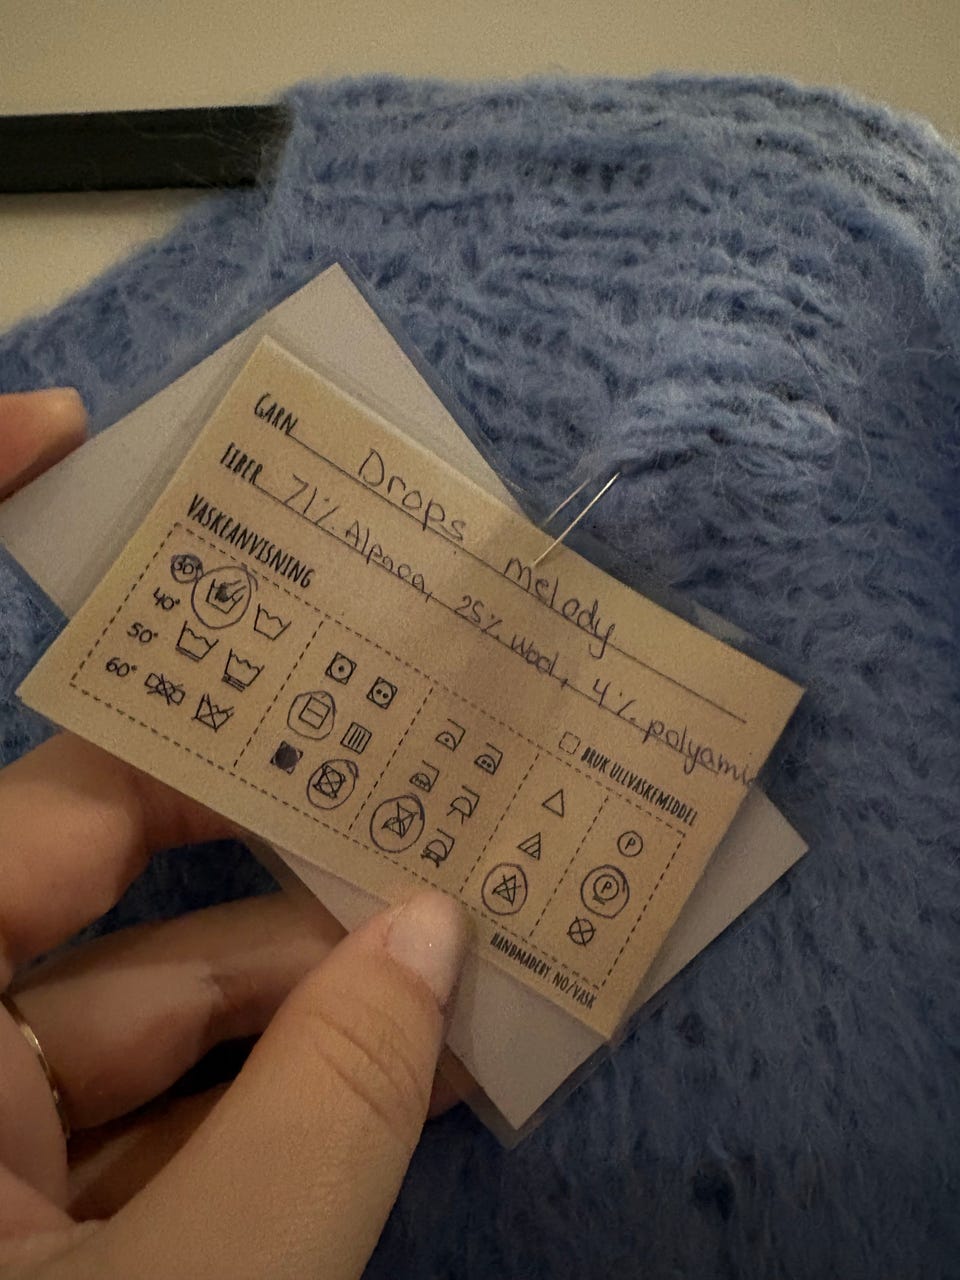 GARN Drops melody
FIBER 71% Alpaca, 25% Wool, 4% polyamid
VASKEANVISNING
30°
40°
50°
60°
BRUK ULLVASKEMIDDEL
P
P
HANDMADEBY.NO/VASK